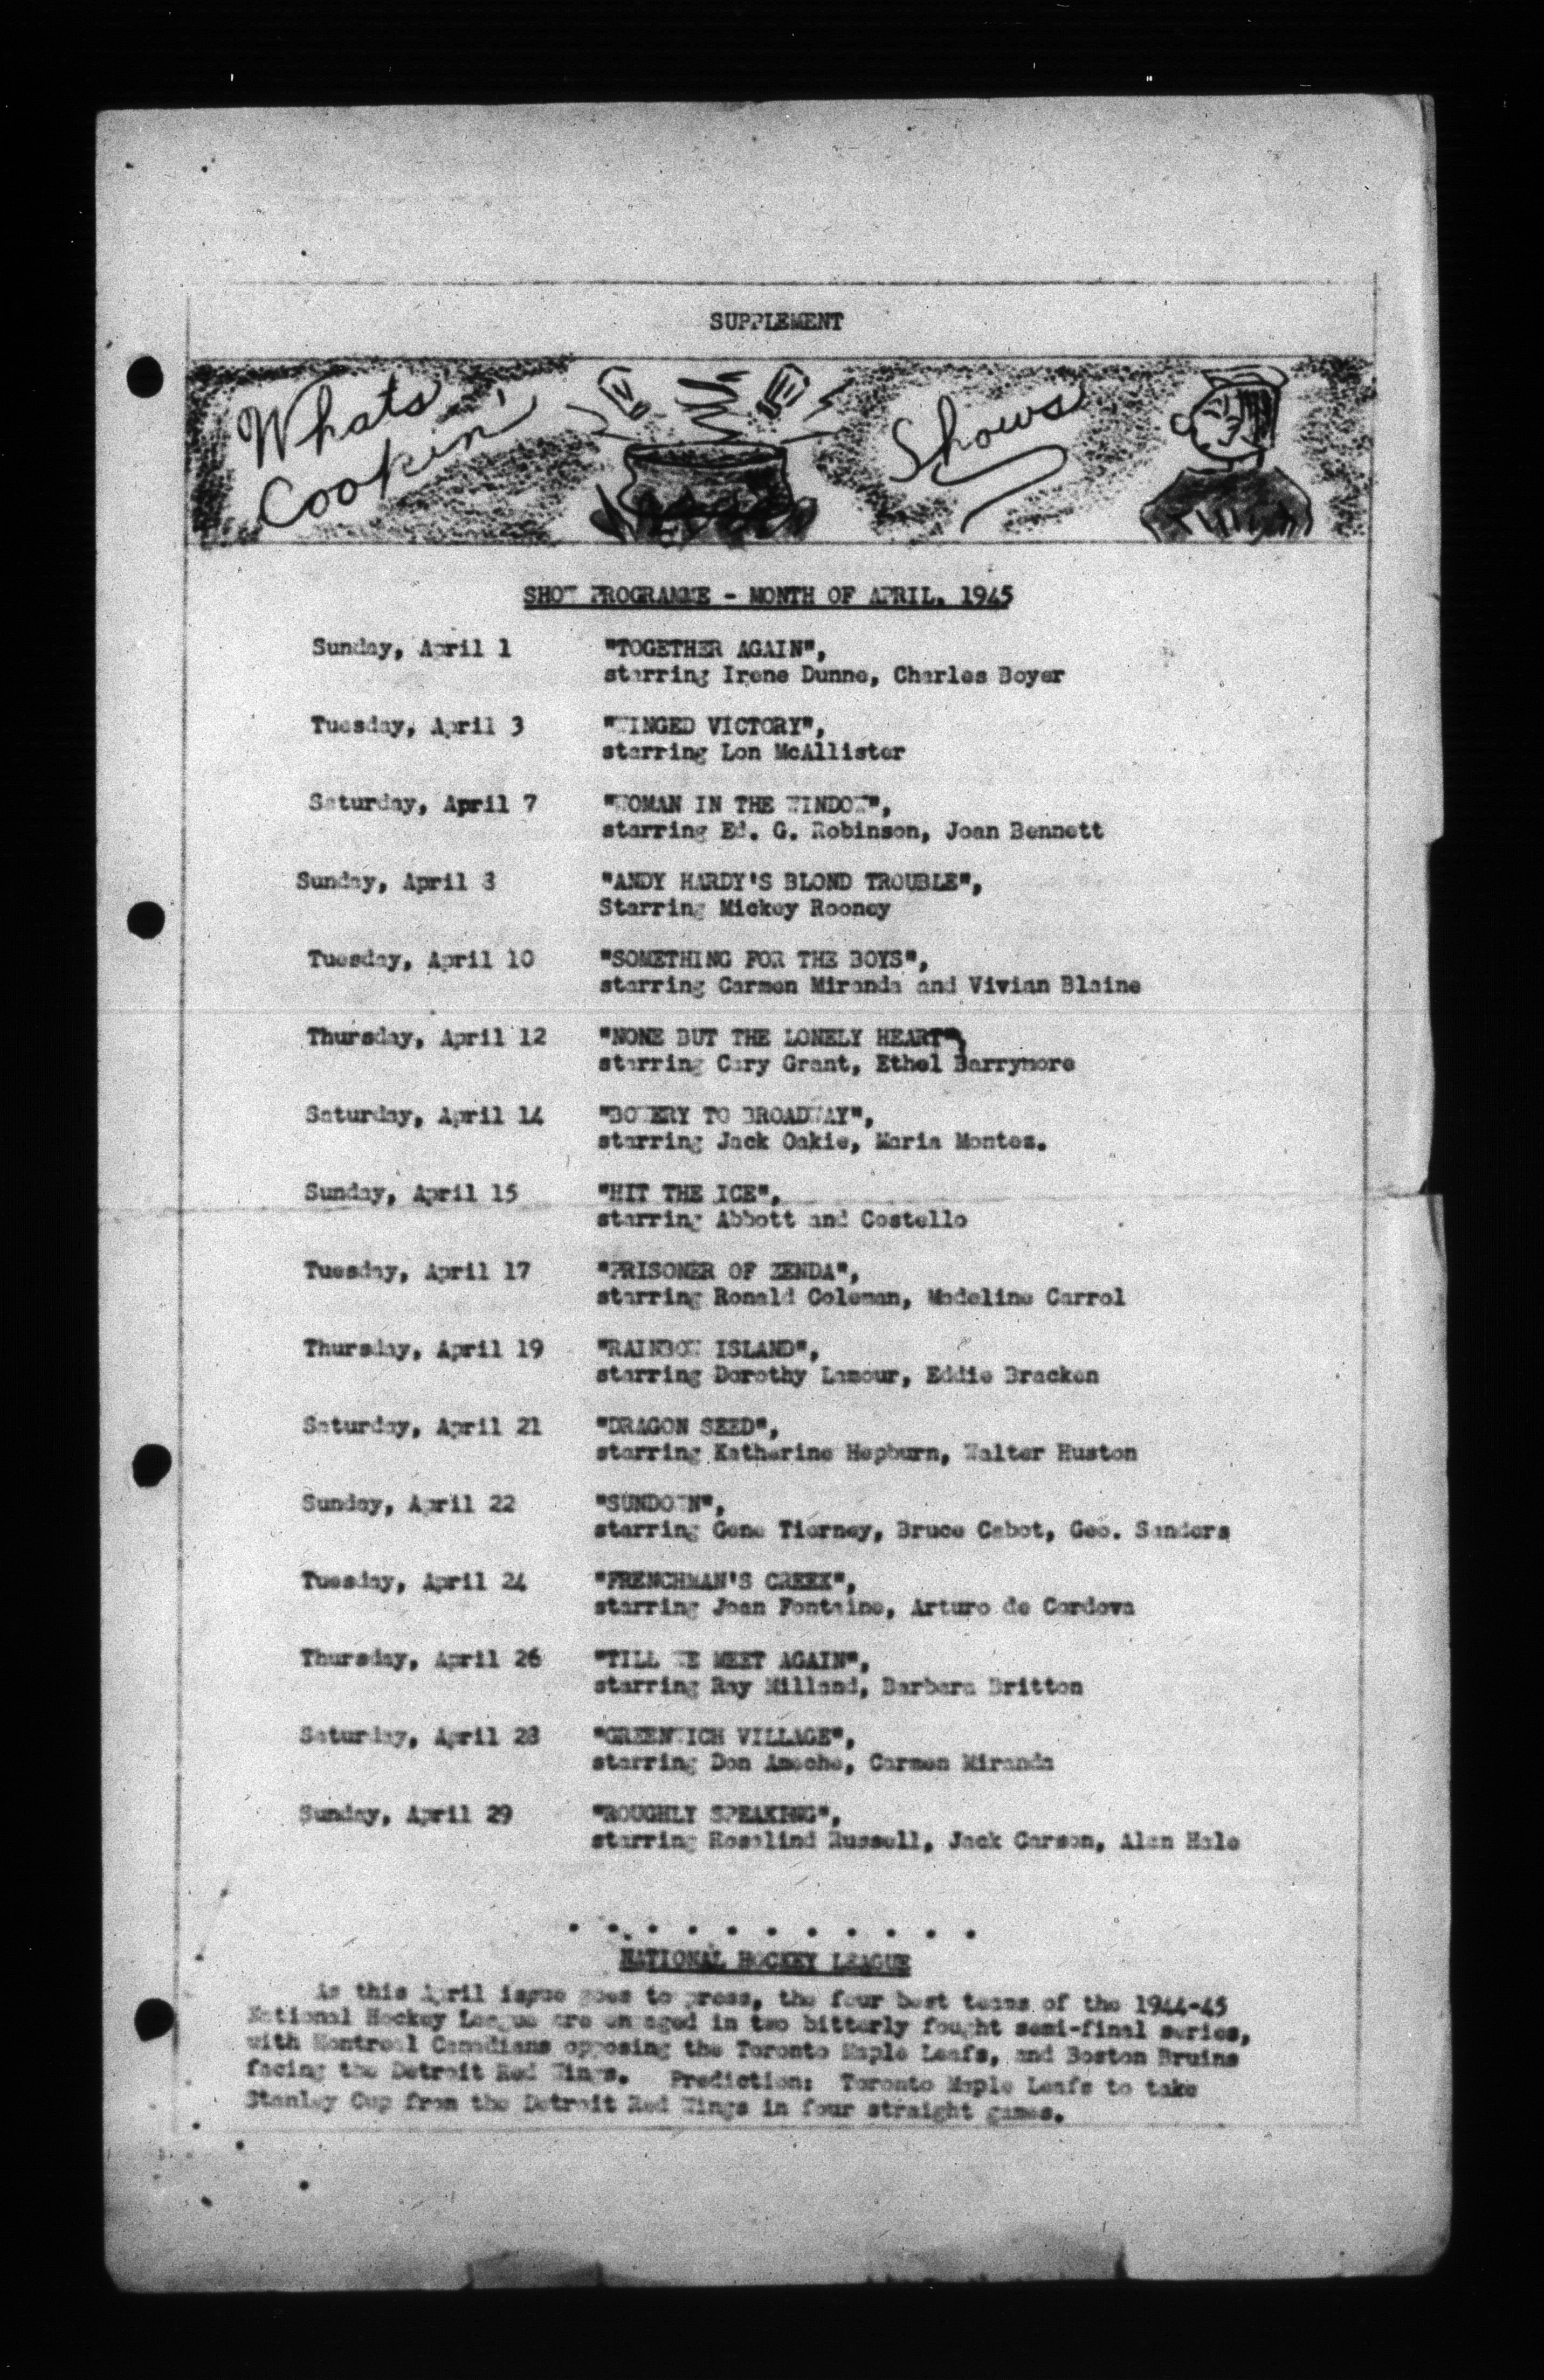 SUPPLEMENT
Whats
Cookin'
Shows
SHOW PROGRAMME - MONTH OF APRIL, 1945
Sunday, April 1 "TOGETHER AGAIN",
starring Irene Dunne, Charles Boyer
Tuesday, April 3 "WINGED VICTORY",
starring Lon McAllister
Saturday, April 7 "WOMAN IN THE WINDOW",
starring Ed. G. Robinson, Joan Bennett
Sunday, April 8 "ANDY HARDY'S BLOND TROUBLE",
Starring Mickey Rooney
Tuesday, April 10 "SOMETHING FOR THE BOYS",
starring Carmen Miranda and Vivian Blaine
Thursday, April 12 "NONE BUT THE LONELY HEART",
starring Cary Grant, Ethel Barrymore
Saturday, April 14 "BOWERY TO BROADWAY",
starring Jack Oakie, Maria Montes.
Sunday, April 15 "HIT THE ICE",
starring Abbott and Costello
Tuesday, April 17 "PRISONER OF ZENDA",
starring Ronald Coleman, Madeline Carrol
Thursday, April 19 "RAINBOW ISLAND",
starring Dorothy Lamour, Eddie Bracken
Saturday, April 21 "DRAGON SEED",
starring Katherine Hepburn, Walter Huston
Sunday, April 22 "SUNDOWN",
starring Gene Tierney, Bruce Cabot, Geo. Sanders
Tuesday, April 24 "FRENCHMAN'S CREEK",
starring Joan Fontaine, Arturo de Cordova
Thursday, April 26 "TILL WE MEET AGAIN",
starring Ray Milland, Barbara Britton
Saturday, April 28 "GREENWICH VILLAGE",
starring Don Ameche, Carmen Miranda
Sunday, April 29 "ROUGHLY SPEAKING",
starring Rosalind Russell, Jack Carson, Alan Hale
. . . . . . . . . . .
NATIONAL HOCKEY LEAGUE
As this April issue goes to press, the four best teams of the 1944-45
National Hockey League are engaged in two bitterly fought semi-final series,
with Montreal Canadians opposing the Toronto Maple Leafs, and Boston Bruins
facing the Detroit Red Wings. Prediction: Toronto Maple Leafs to take
Stanley Cup from the Detroit Red Wings in four straight games.